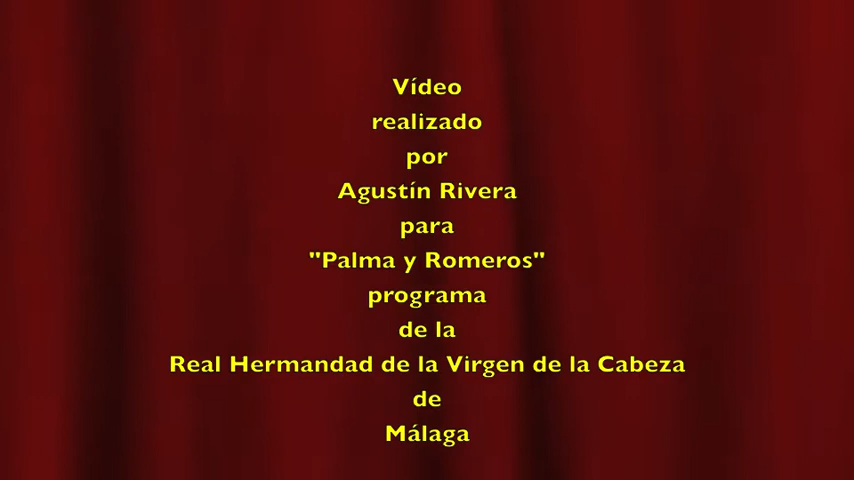 Vídeo
realizado
por
Agustín Rivera
para
"Palma y Romeros"
programa
de la
Real Hermandad de la Virgen de la Cabeza
de
Málaga